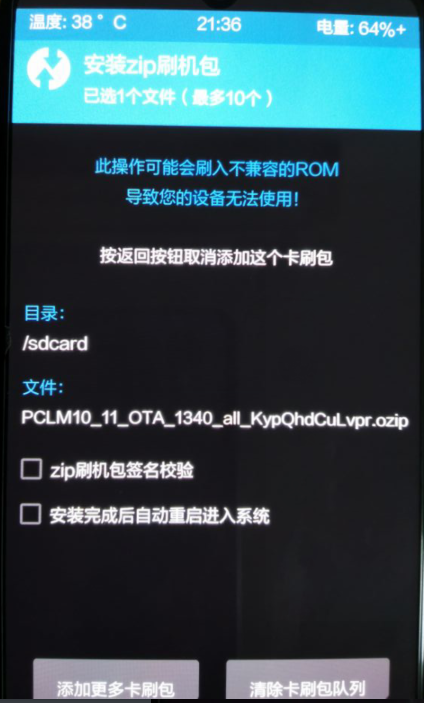 温度: 38 ° C 21:36 电量: 64%+
安装zip刷机包
已选1个文件（最多10个）
此操作可能会刷入不兼容的ROM
导致您的设备无法使用！
按返回按钮取消添加这个卡刷包
目录：
/sdcard
文件：
PCLM10_11_OTA_1340_all_KypQhdCuLvpr.ozip
zip刷机包签名校验
安装完成后自动重启进入系统
添加更多卡刷包 清除卡刷包队列